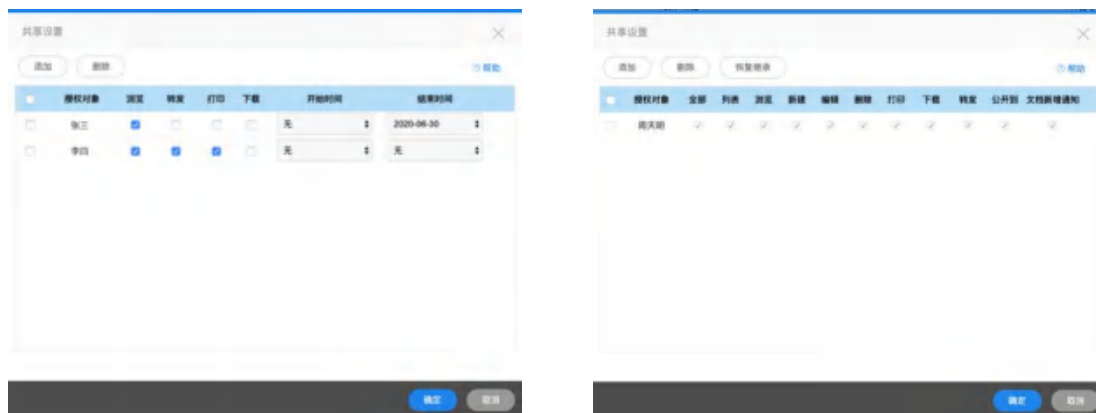 共享设置
添加 删除
帮助
授权对象 浏览 转发 打印 下载 开始时间 结束时间
张三 无 2020-06-30
李四 无 无
确定 取消
共享设置
添加 删除 恢复继承
帮助
授权对象 全部 列表 浏览 新建 编辑 删除 打印 下载 转发 公开到 文档新增通知
周天明
确定 取消